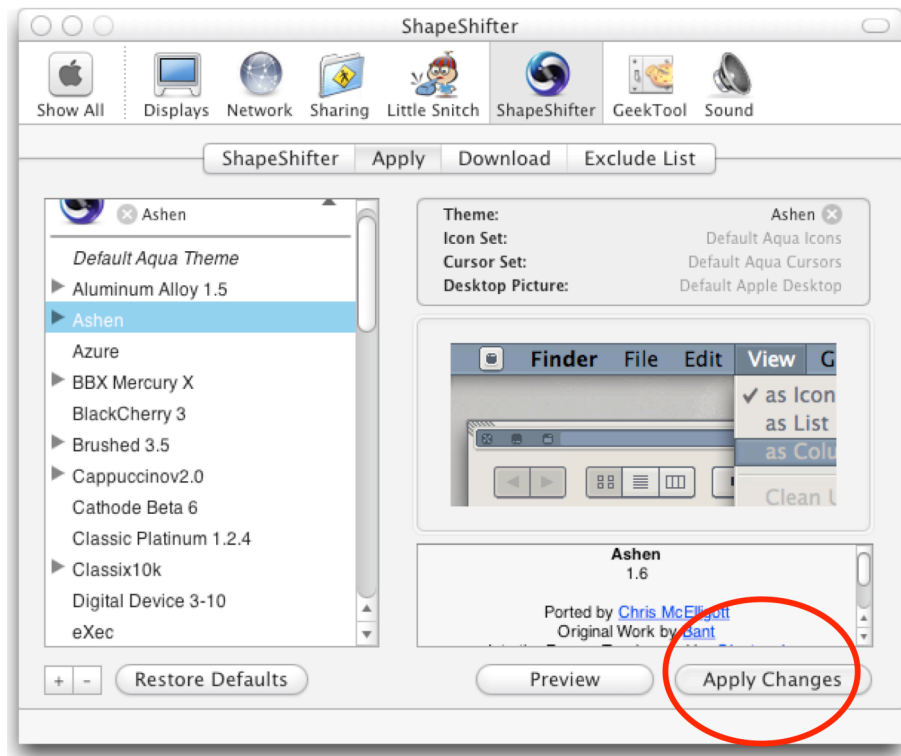 ShapeShifter
Show All Displays Network Sharing Little Snitch ShapeShifter GeekTool Sound
ShapeShifter Apply Download Exclude List
Ashen
Default Aqua Theme
Aluminum Alloy 1.5
Ashen
Azure
BBX Mercury X
BlackCherry 3
Brushed 3.5
Cappuccinov2.0
Cathode Beta 6
Classic Platinum 1.2.4
Classix10k
Digital Device 3-10
eXec
+ - Restore Defaults
Theme: Ashen
Icon Set: Default Aqua Icons
Cursor Set: Default Aqua Cursors
Desktop Picture: Default Apple Desktop
Finder File Edit View G
as Icon
as List
as Colu
Clean U
Ashen
1.6
Ported by Chris McElligott
Original Work by Bant
Preview Apply Changes